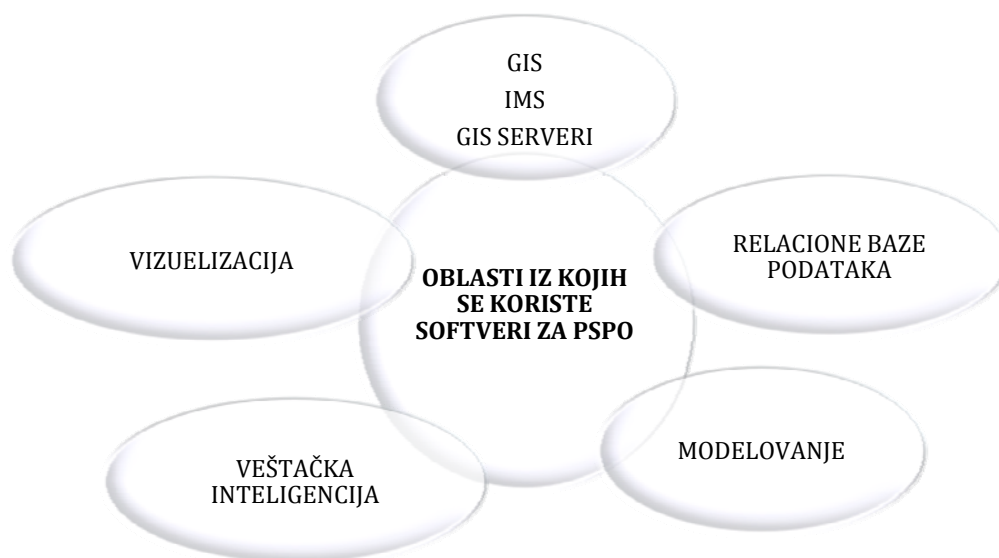 GIS
IMS
GIS SERVERI
VIZUELIZACIJA
RELACIONE BAZE
PODATAKA
OBLASTI IZ KOJIH
SE KORISTE
SOFTVERI ZA PSPO
VEŠTAČKA
INTELIGENCIJA
MODELOVANJE